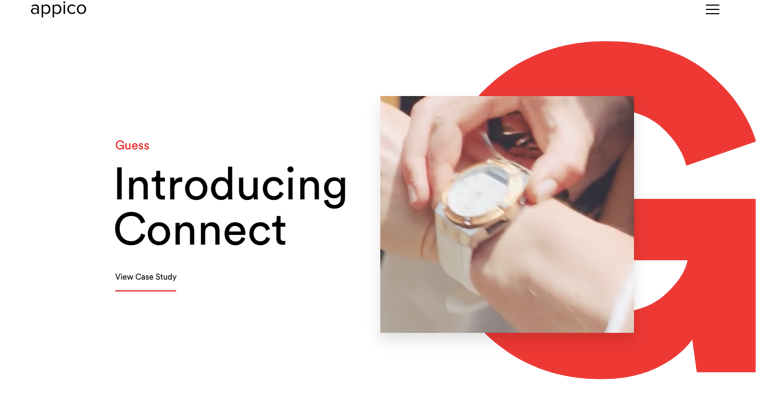 appico
Guess
Introducing
Connect
View Case Study
G